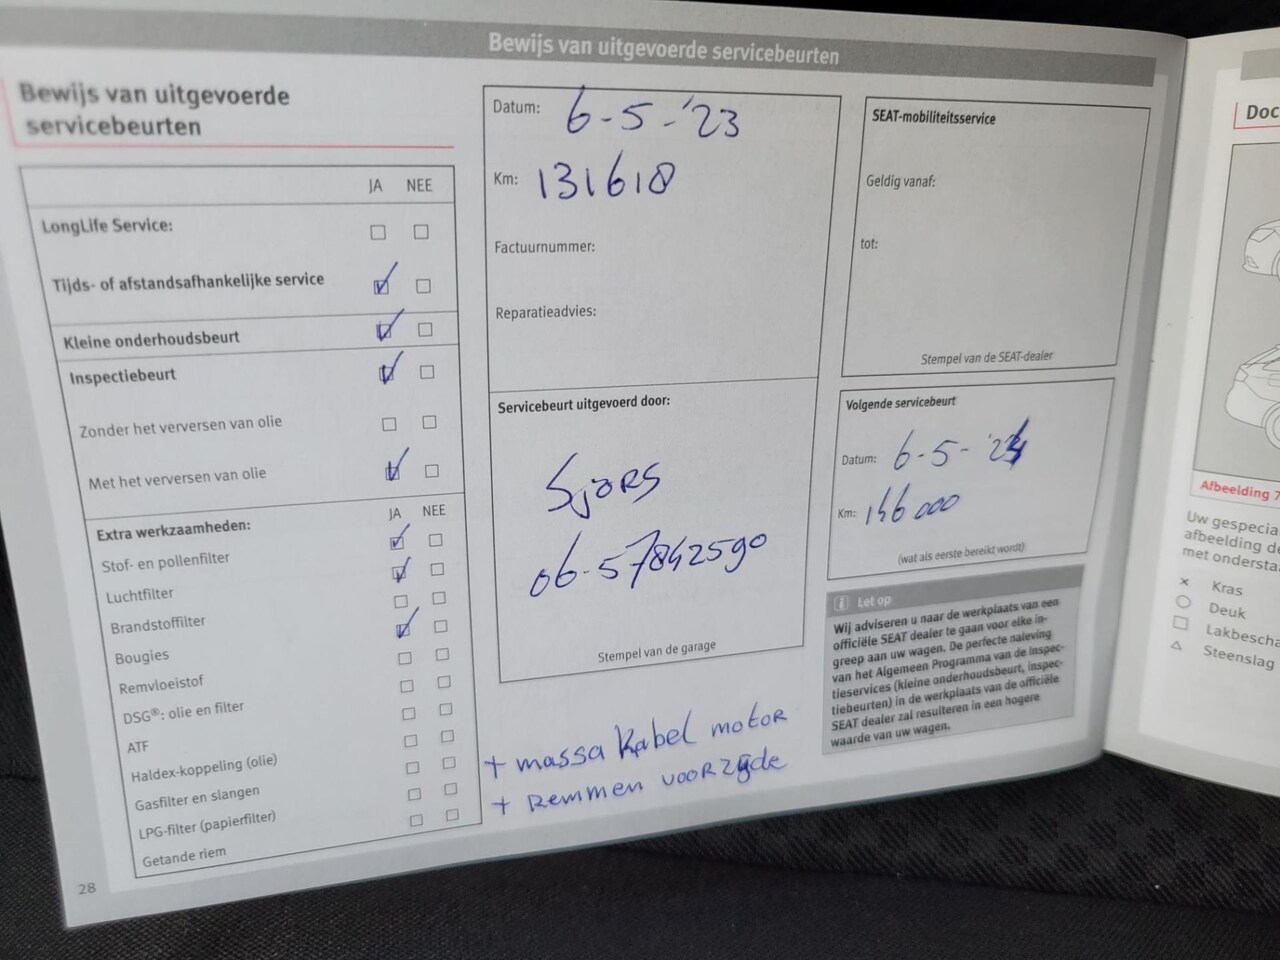 Bewijs van uitgevoerde servicebeurten
Bewijs van uitgevoerde
servicebeurten
JA NEE
LongLife Service:
Tijds- of afstandsafhankelijke service
Kleine onderhoudsbeurt
Inspectiebeurt
Zonder het verversen van olie
Met het verversen van olie
Extra werkzaamheden: JA NEE
Stof- en pollenfilter
Luchtfilter
Brandstoffilter
Bougies
Remvloeistof
DSG®: olie en filter
ATF
Haldex-koppeling (olie)
Gasfilter en slangen
LPG-filter (papierfilter)
Getande riem
28
Datum: 6-5-'23
Km: 131618
Factuurnummer:
Reparatieadvies:
Servicebeurt uitgevoerd door:
Sjors
06-57842590
Stempel van de garage
+ massa kabel motor
+ Remmen voorzyde
SEAT-mobiliteitsservice
Geldig vanaf:
tot:
Stempel van de SEAT-dealer
Volgende servicebeurt
Datum: 6-5-'24
Km: 146000
(wat als eerste bereikt wordt)
i Let op
Wij adviseren u naar de werkplaats van een
officiële SEAT dealer te gaan voor elke in-
greep aan uw wagen. De perfecte naleving
van het Algemeen Programma van de inspec-
tieservices (kleine onderhoudsbeurt, inspec-
tiebeurten) in de werkplaats van de officiële
SEAT dealer zal resulteren in een hogere
waarde van uw wagen.
Doc
Afbeelding 7
Uw gespecia
afbeelding de
met onderstaa
Kras
Deuk
Lakbescha
Steenslag